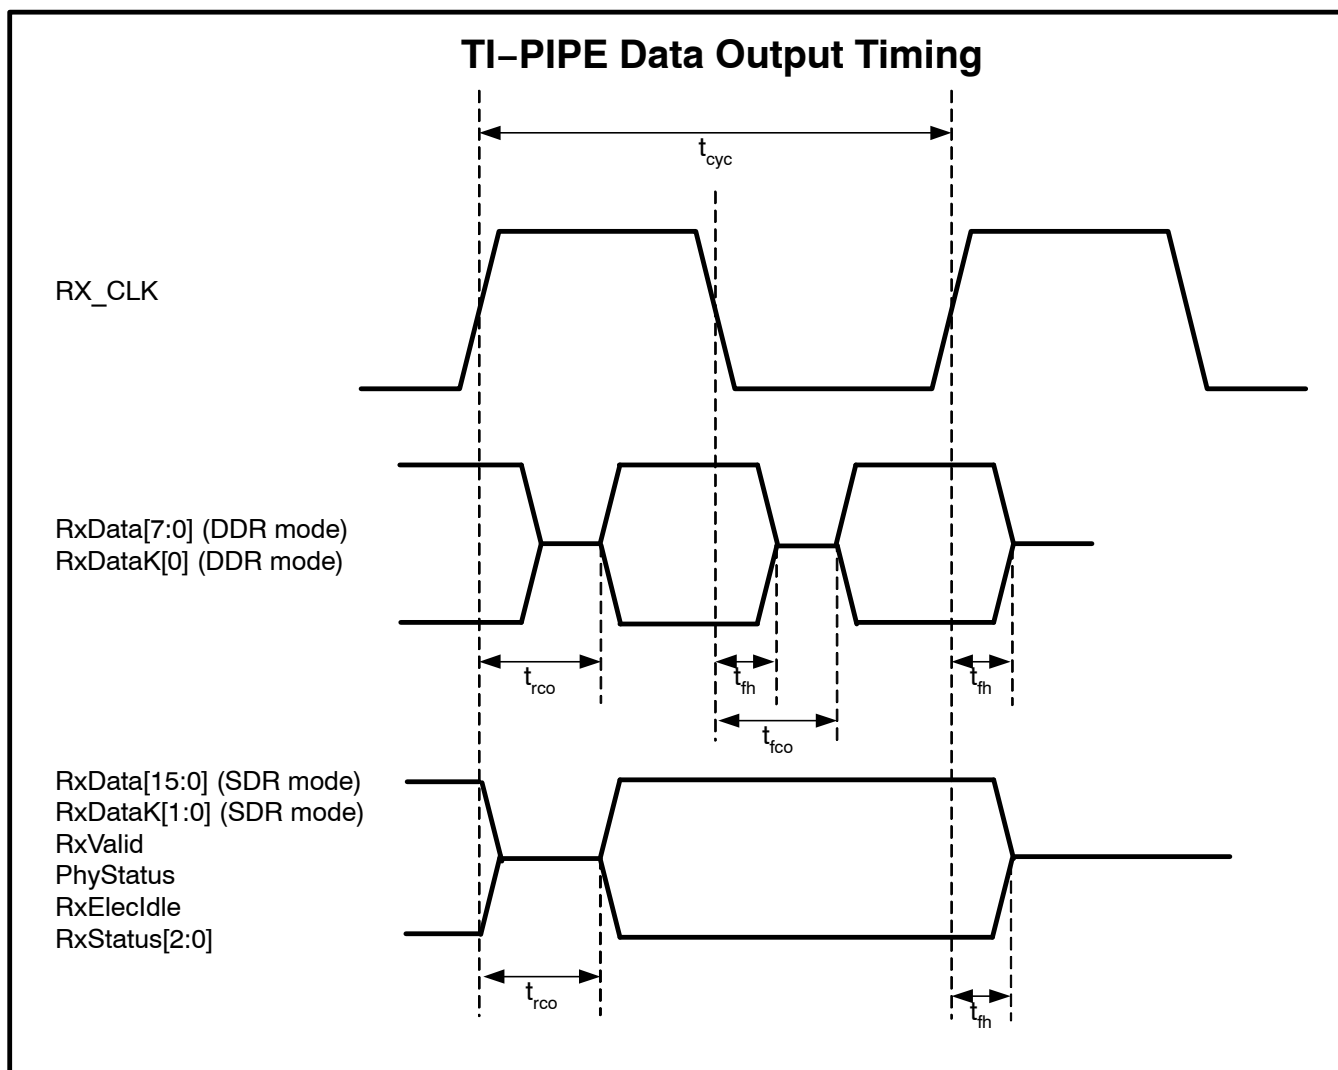 TI–PIPE Data Output Timing
tcyc
RX_CLK
RxData[7:0] (DDR mode)
RxDataK[0] (DDR mode)
trco
tfh
tfh
tfco
RxData[15:0] (SDR mode)
RxDataK[1:0] (SDR mode)
RxValid
PhyStatus
RxElecIdle
RxStatus[2:0]
trco
tfh